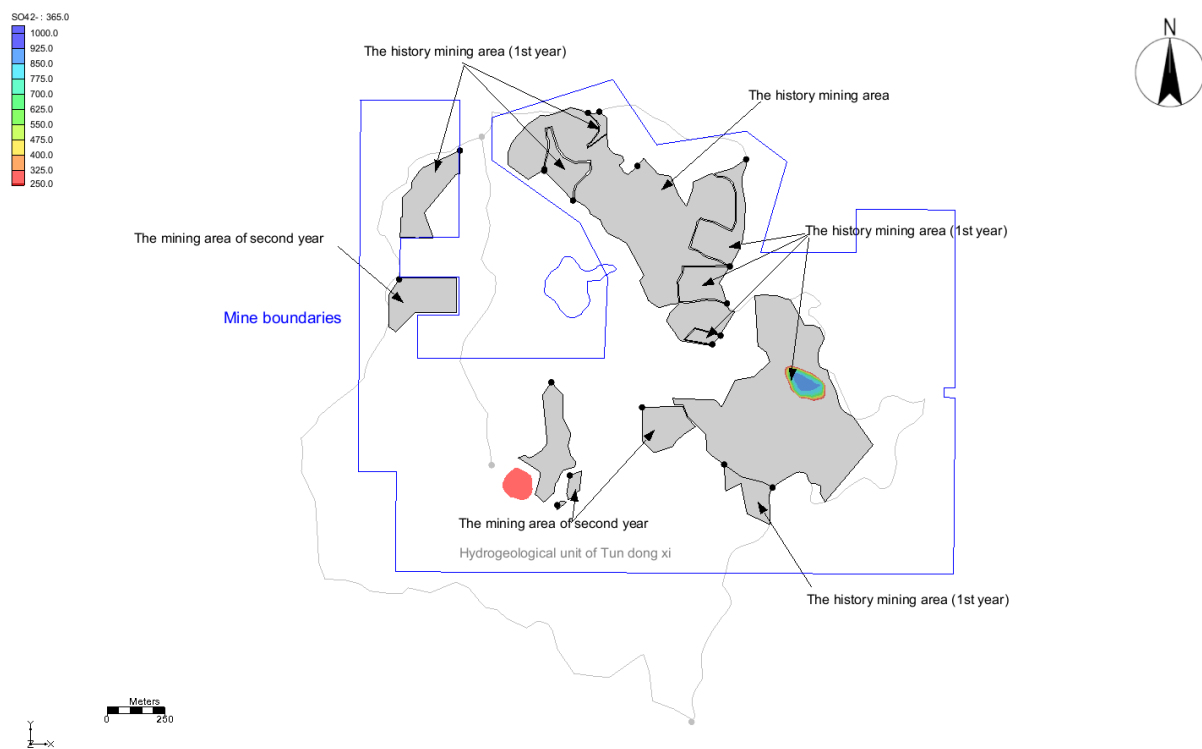 SO42- : 365.0
1000.0
925.0
850.0
775.0
700.0
625.0
550.0
475.0
400.0
325.0
250.0
The history mining area (1st year)
N
The history mining area
The mining area of second year
The history mining area (1st year)
Mine boundaries
The mining area of second year
Hydrogeological unit of Tun dong xi
The history mining area (1st year)
Meters
0 250
Y
Z X